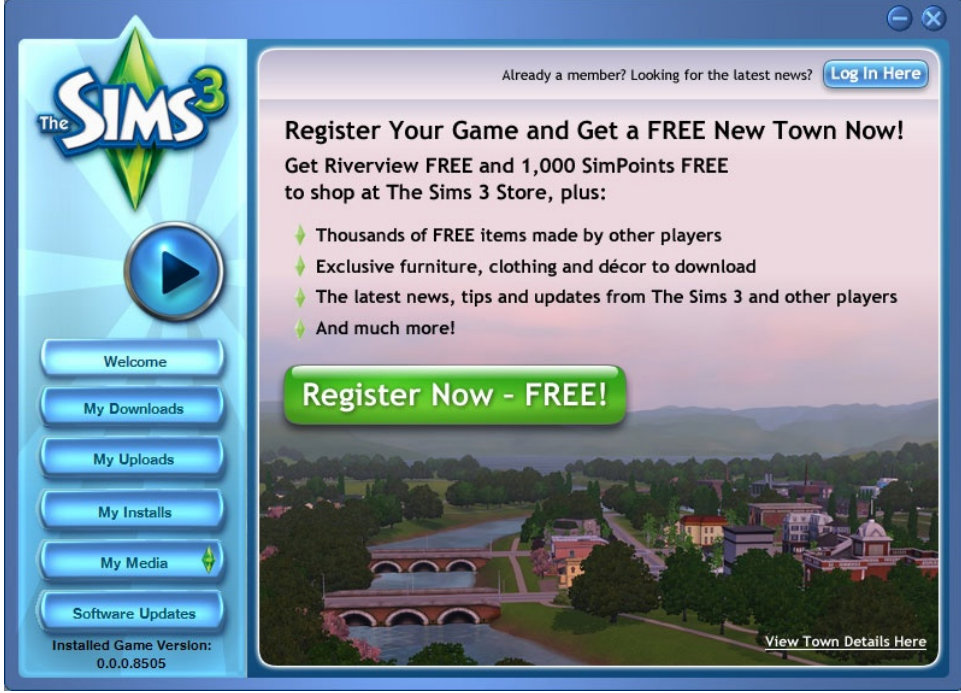 The SIMS 3
Welcome
My Downloads
My Uploads
My Installs
My Media
Software Updates
Installed Game Version:
0.0.0.8505
Already a member? Looking for the latest news? Log In Here
Register Your Game and Get a FREE New Town Now!
Get Riverview FREE and 1,000 SimPoints FREE
to shop at The Sims 3 Store, plus:
Thousands of FREE items made by other players
Exclusive furniture, clothing and décor to download
The latest news, tips and updates from The Sims 3 and other players
And much more!
Register Now – FREE!
View Town Details Here